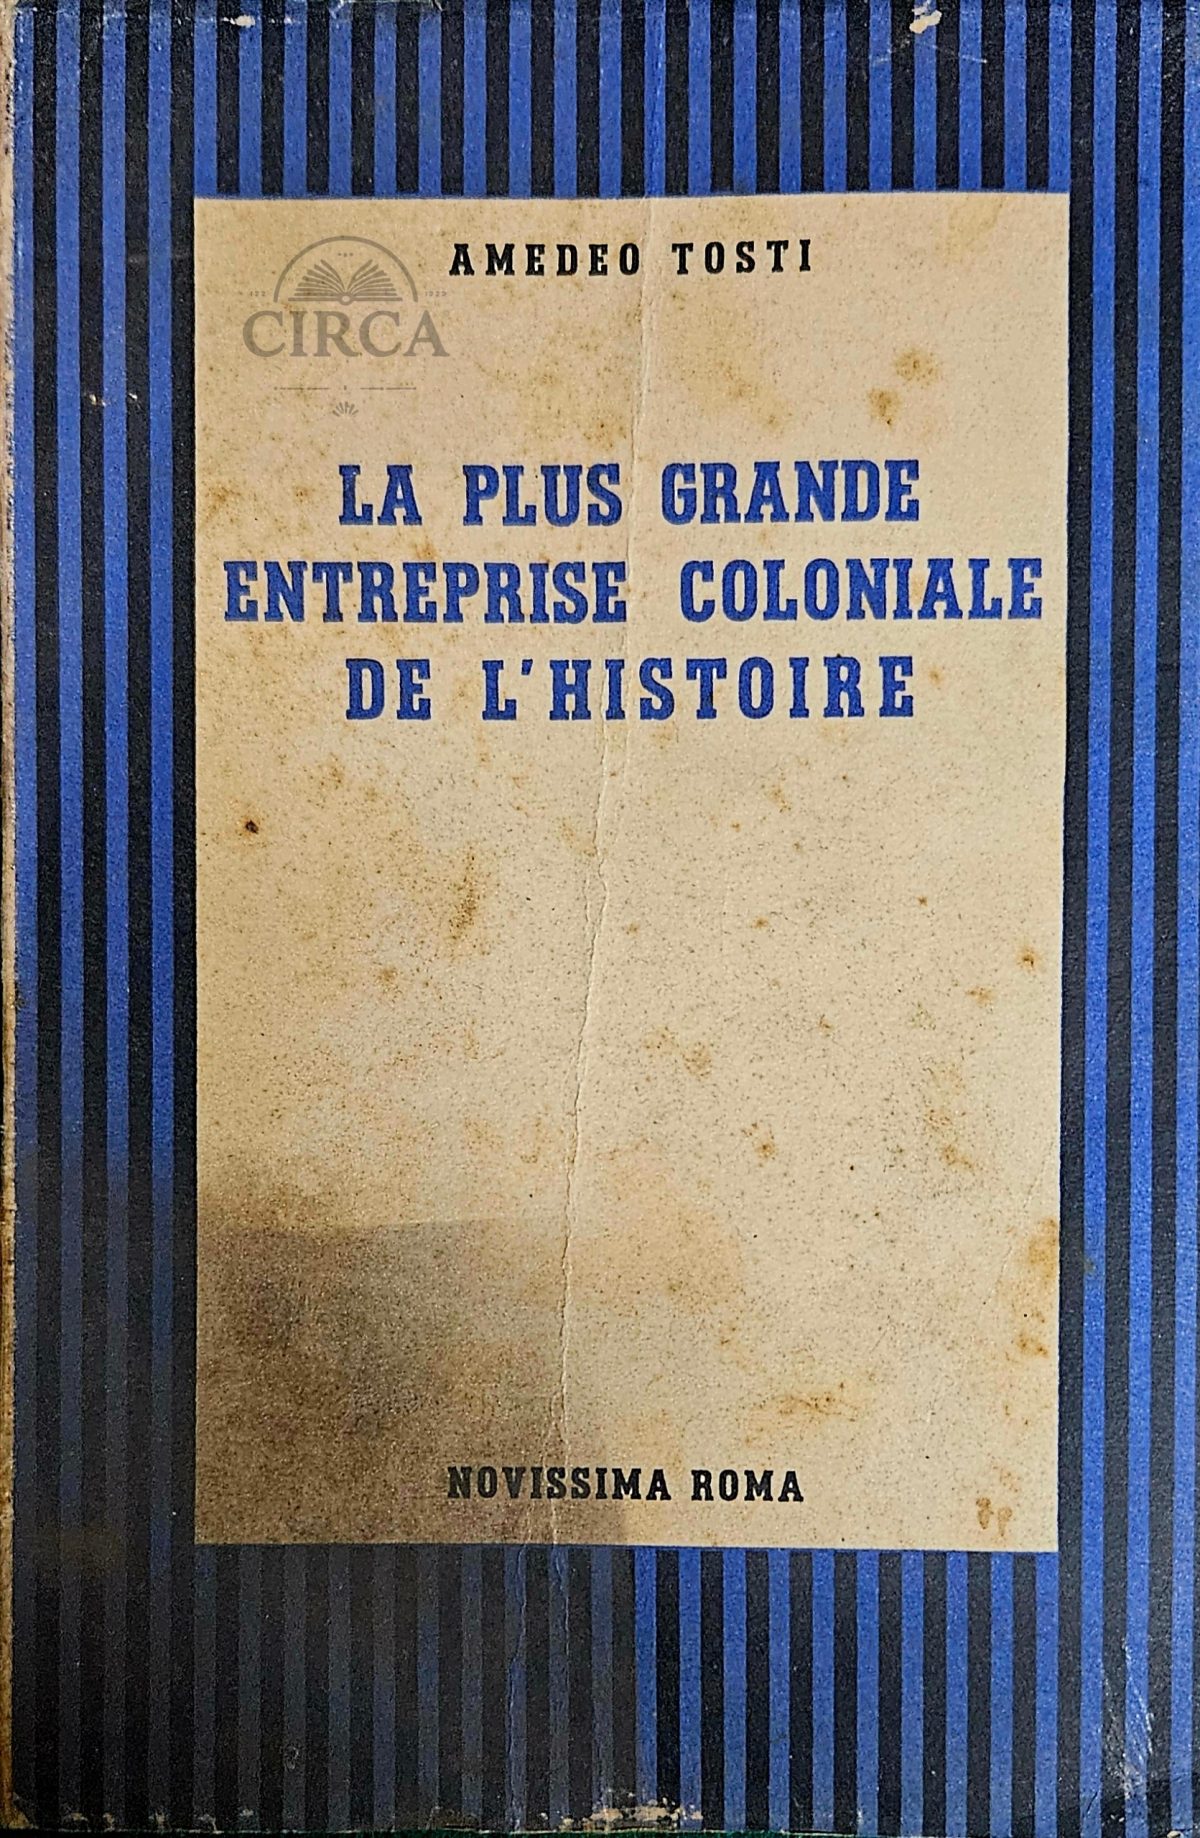 AMEDEO TOSTI
CIRCA
LA PLUS GRANDE
ENTREPRISE COLONIALE
DE L'HISTOIRE
NOVISSIMA ROMA